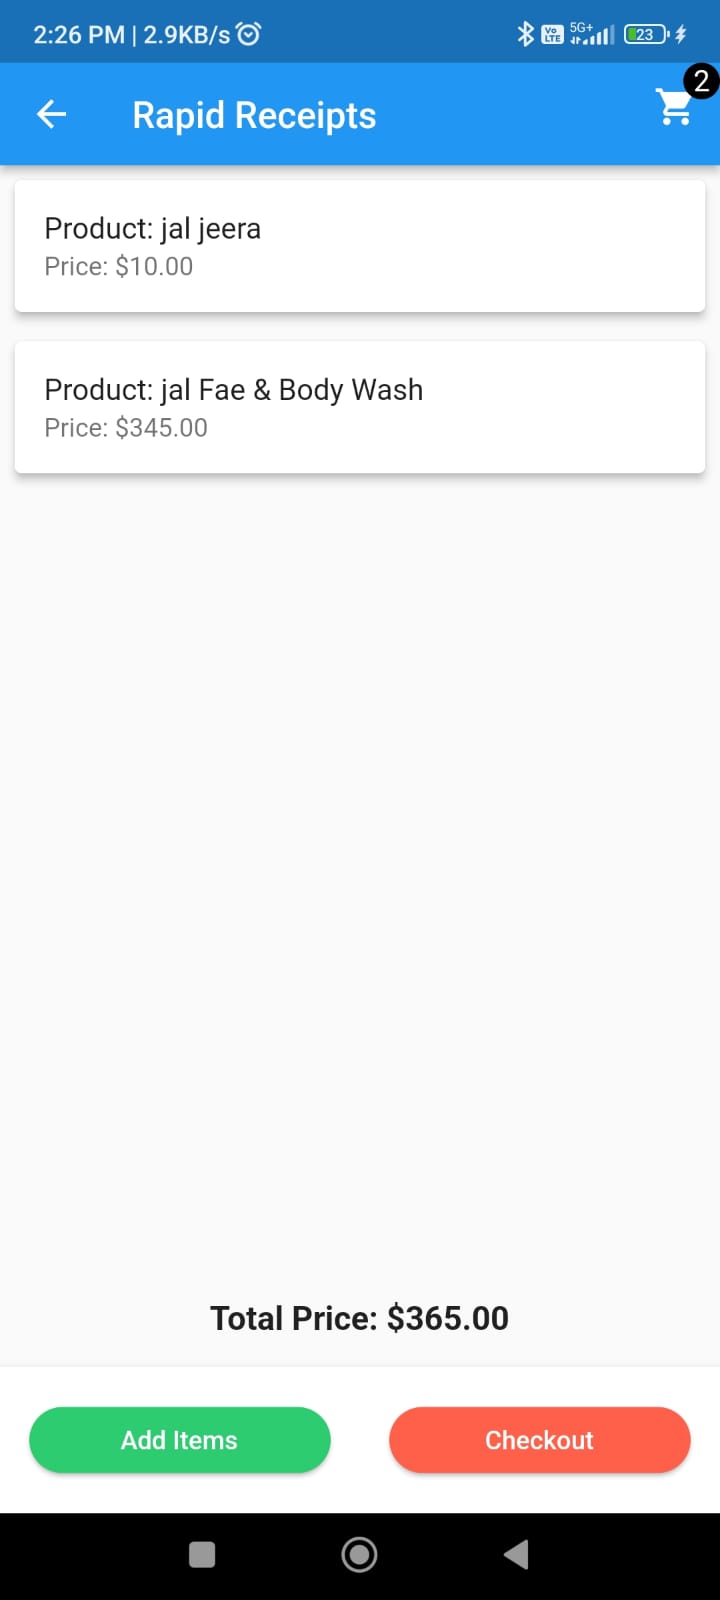 2:26 PM | 2.9KB/s
Vo LTE 5G+ 23
Rapid Receipts
2
Product: jal jeera
Price: $10.00
Product: jal Fae & Body Wash
Price: $345.00
Total Price: $365.00
Add Items
Checkout